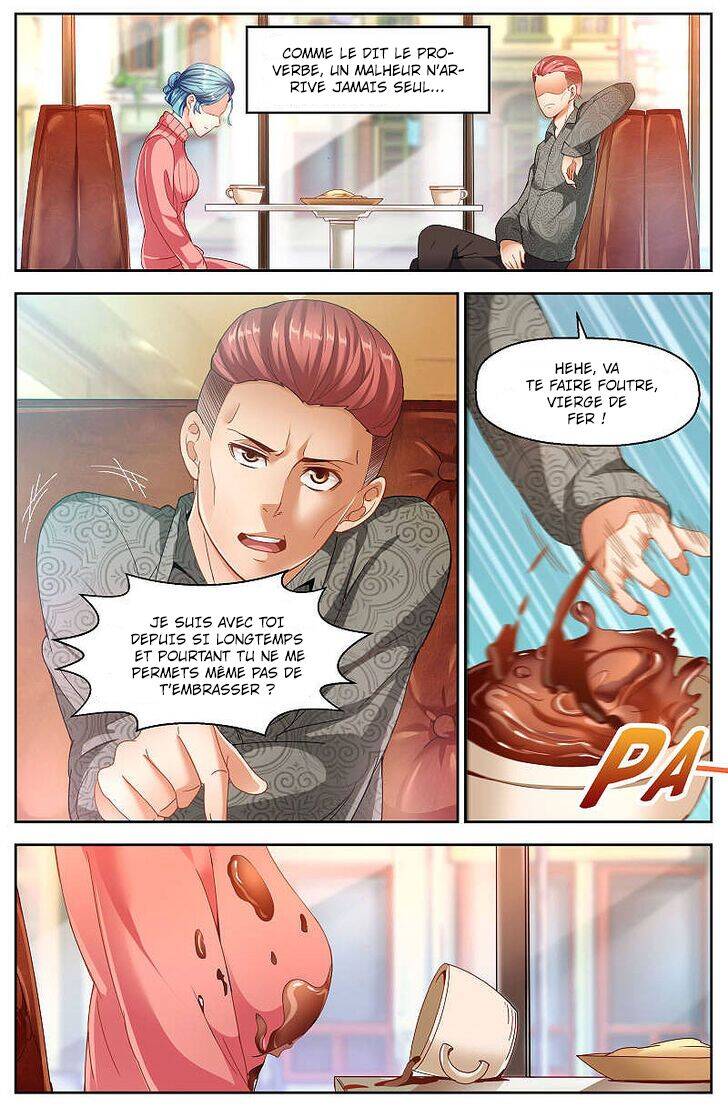 COMME LE DIT LE PRO-
VERBE, UN MALHEUR N'AR-
RIVE JAMAIS SEUL...
JE SUIS AVEC TOI
DEPUIS SI LONGTEMPS
ET POURTANT TU NE ME
PERMETS MÊME PAS DE
T'EMBRASSER ?
HEHE, VA
TE FAIRE FOUTRE,
VIERGE DE
FER !
PA